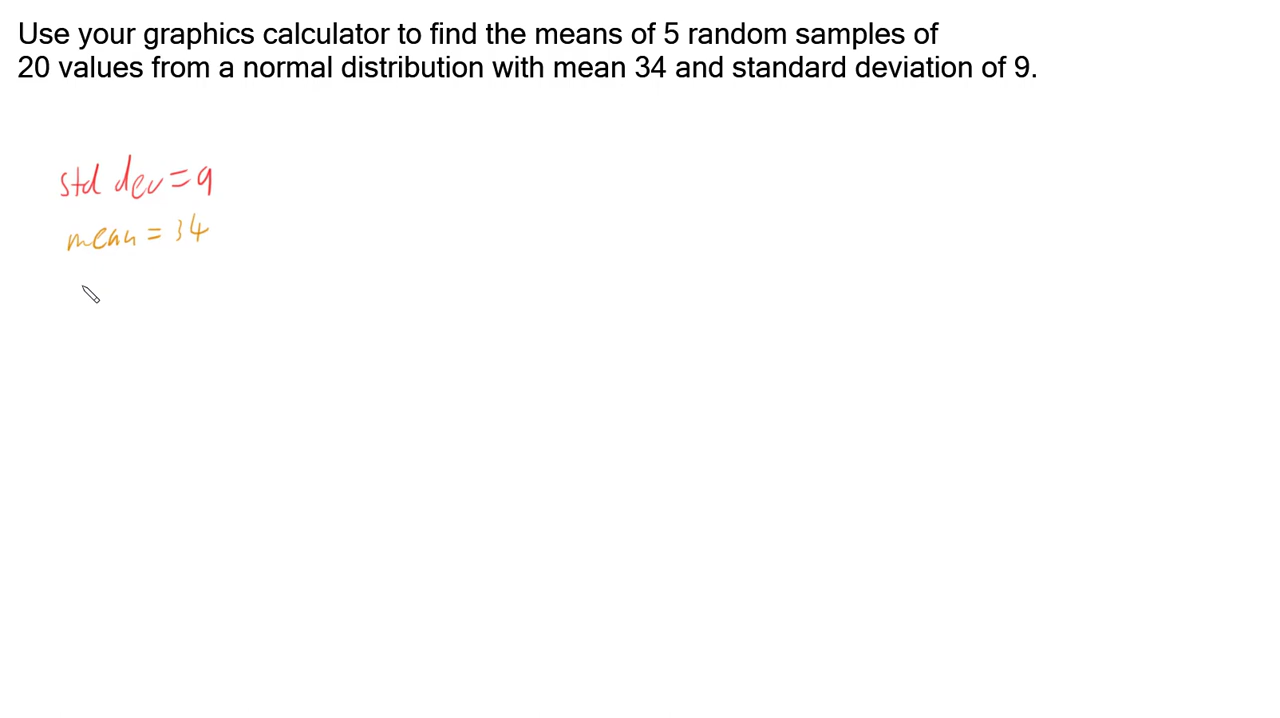 Use your graphics calculator to find the means of 5 random samples of
20 values from a normal distribution with mean 34 and standard deviation of 9.
std dev = 9
mean = 34